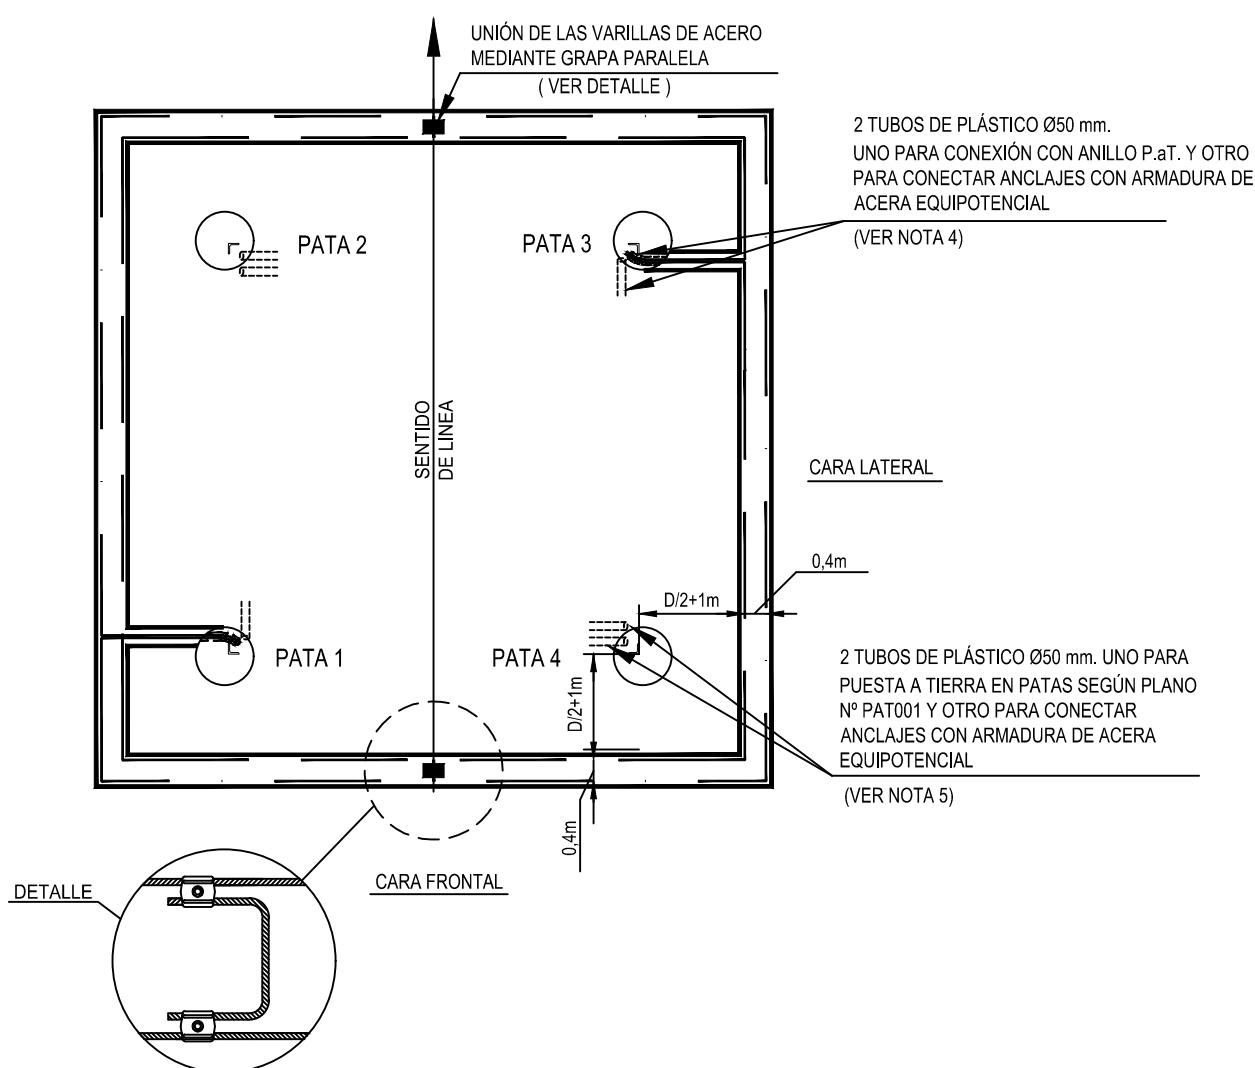 UNIÓN DE LAS VARILLAS DE ACERO
MEDIANTE GRAPA PARALELA
( VER DETALLE )
2 TUBOS DE PLÁSTICO Ø50 mm.
UNO PARA CONEXIÓN CON ANILLO P.aT. Y OTRO
PARA CONECTAR ANCLAJES CON ARMADURA DE
ACERA EQUIPOTENCIAL
(VER NOTA 4)
PATA 2
PATA 3
SENTIDO
DE LINEA
CARA LATERAL
0,4m
D/2+1m
PATA 1
PATA 4
D/2+1m
2 TUBOS DE PLÁSTICO Ø50 mm. UNO PARA
PUESTA A TIERRA EN PATAS SEGÚN PLANO
Nº PAT001 Y OTRO PARA CONECTAR
ANCLAJES CON ARMADURA DE ACERA
EQUIPOTENCIAL
(VER NOTA 5)
0,4m
CARA FRONTAL
DETALLE